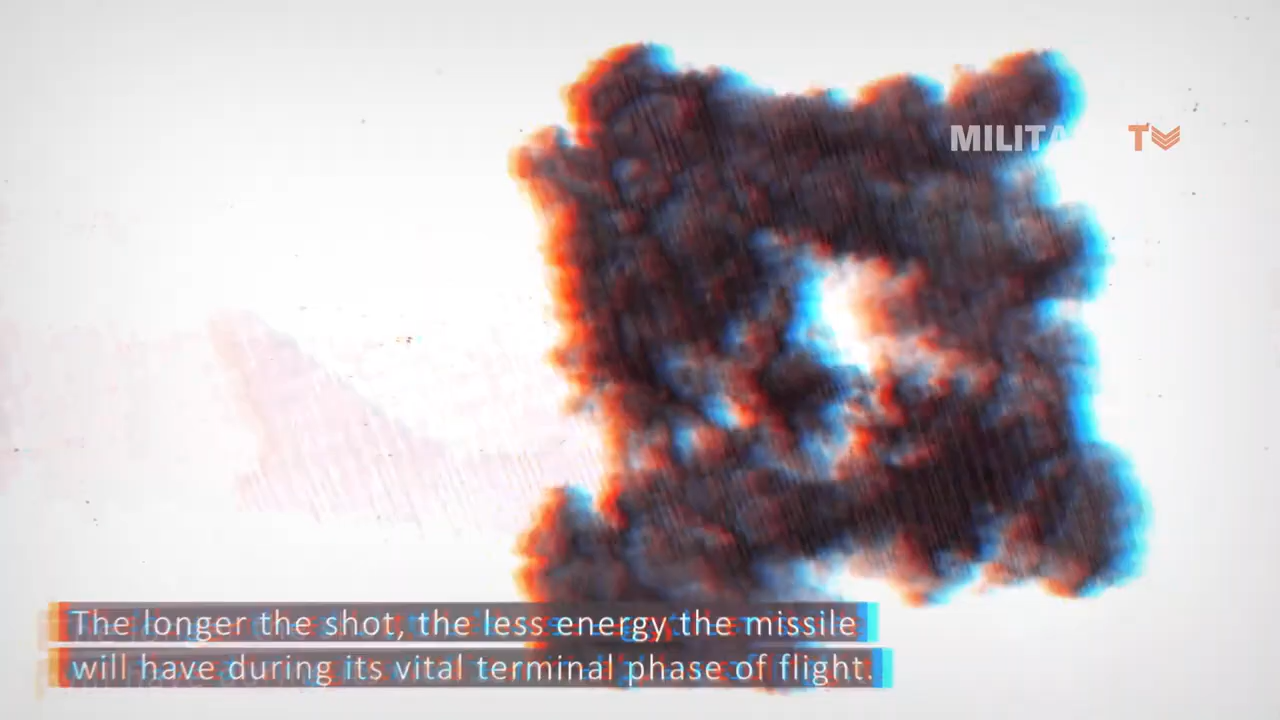 MILITA TV
The longer the shot, the less energy the missile
will have during its vital terminal phase of flight.